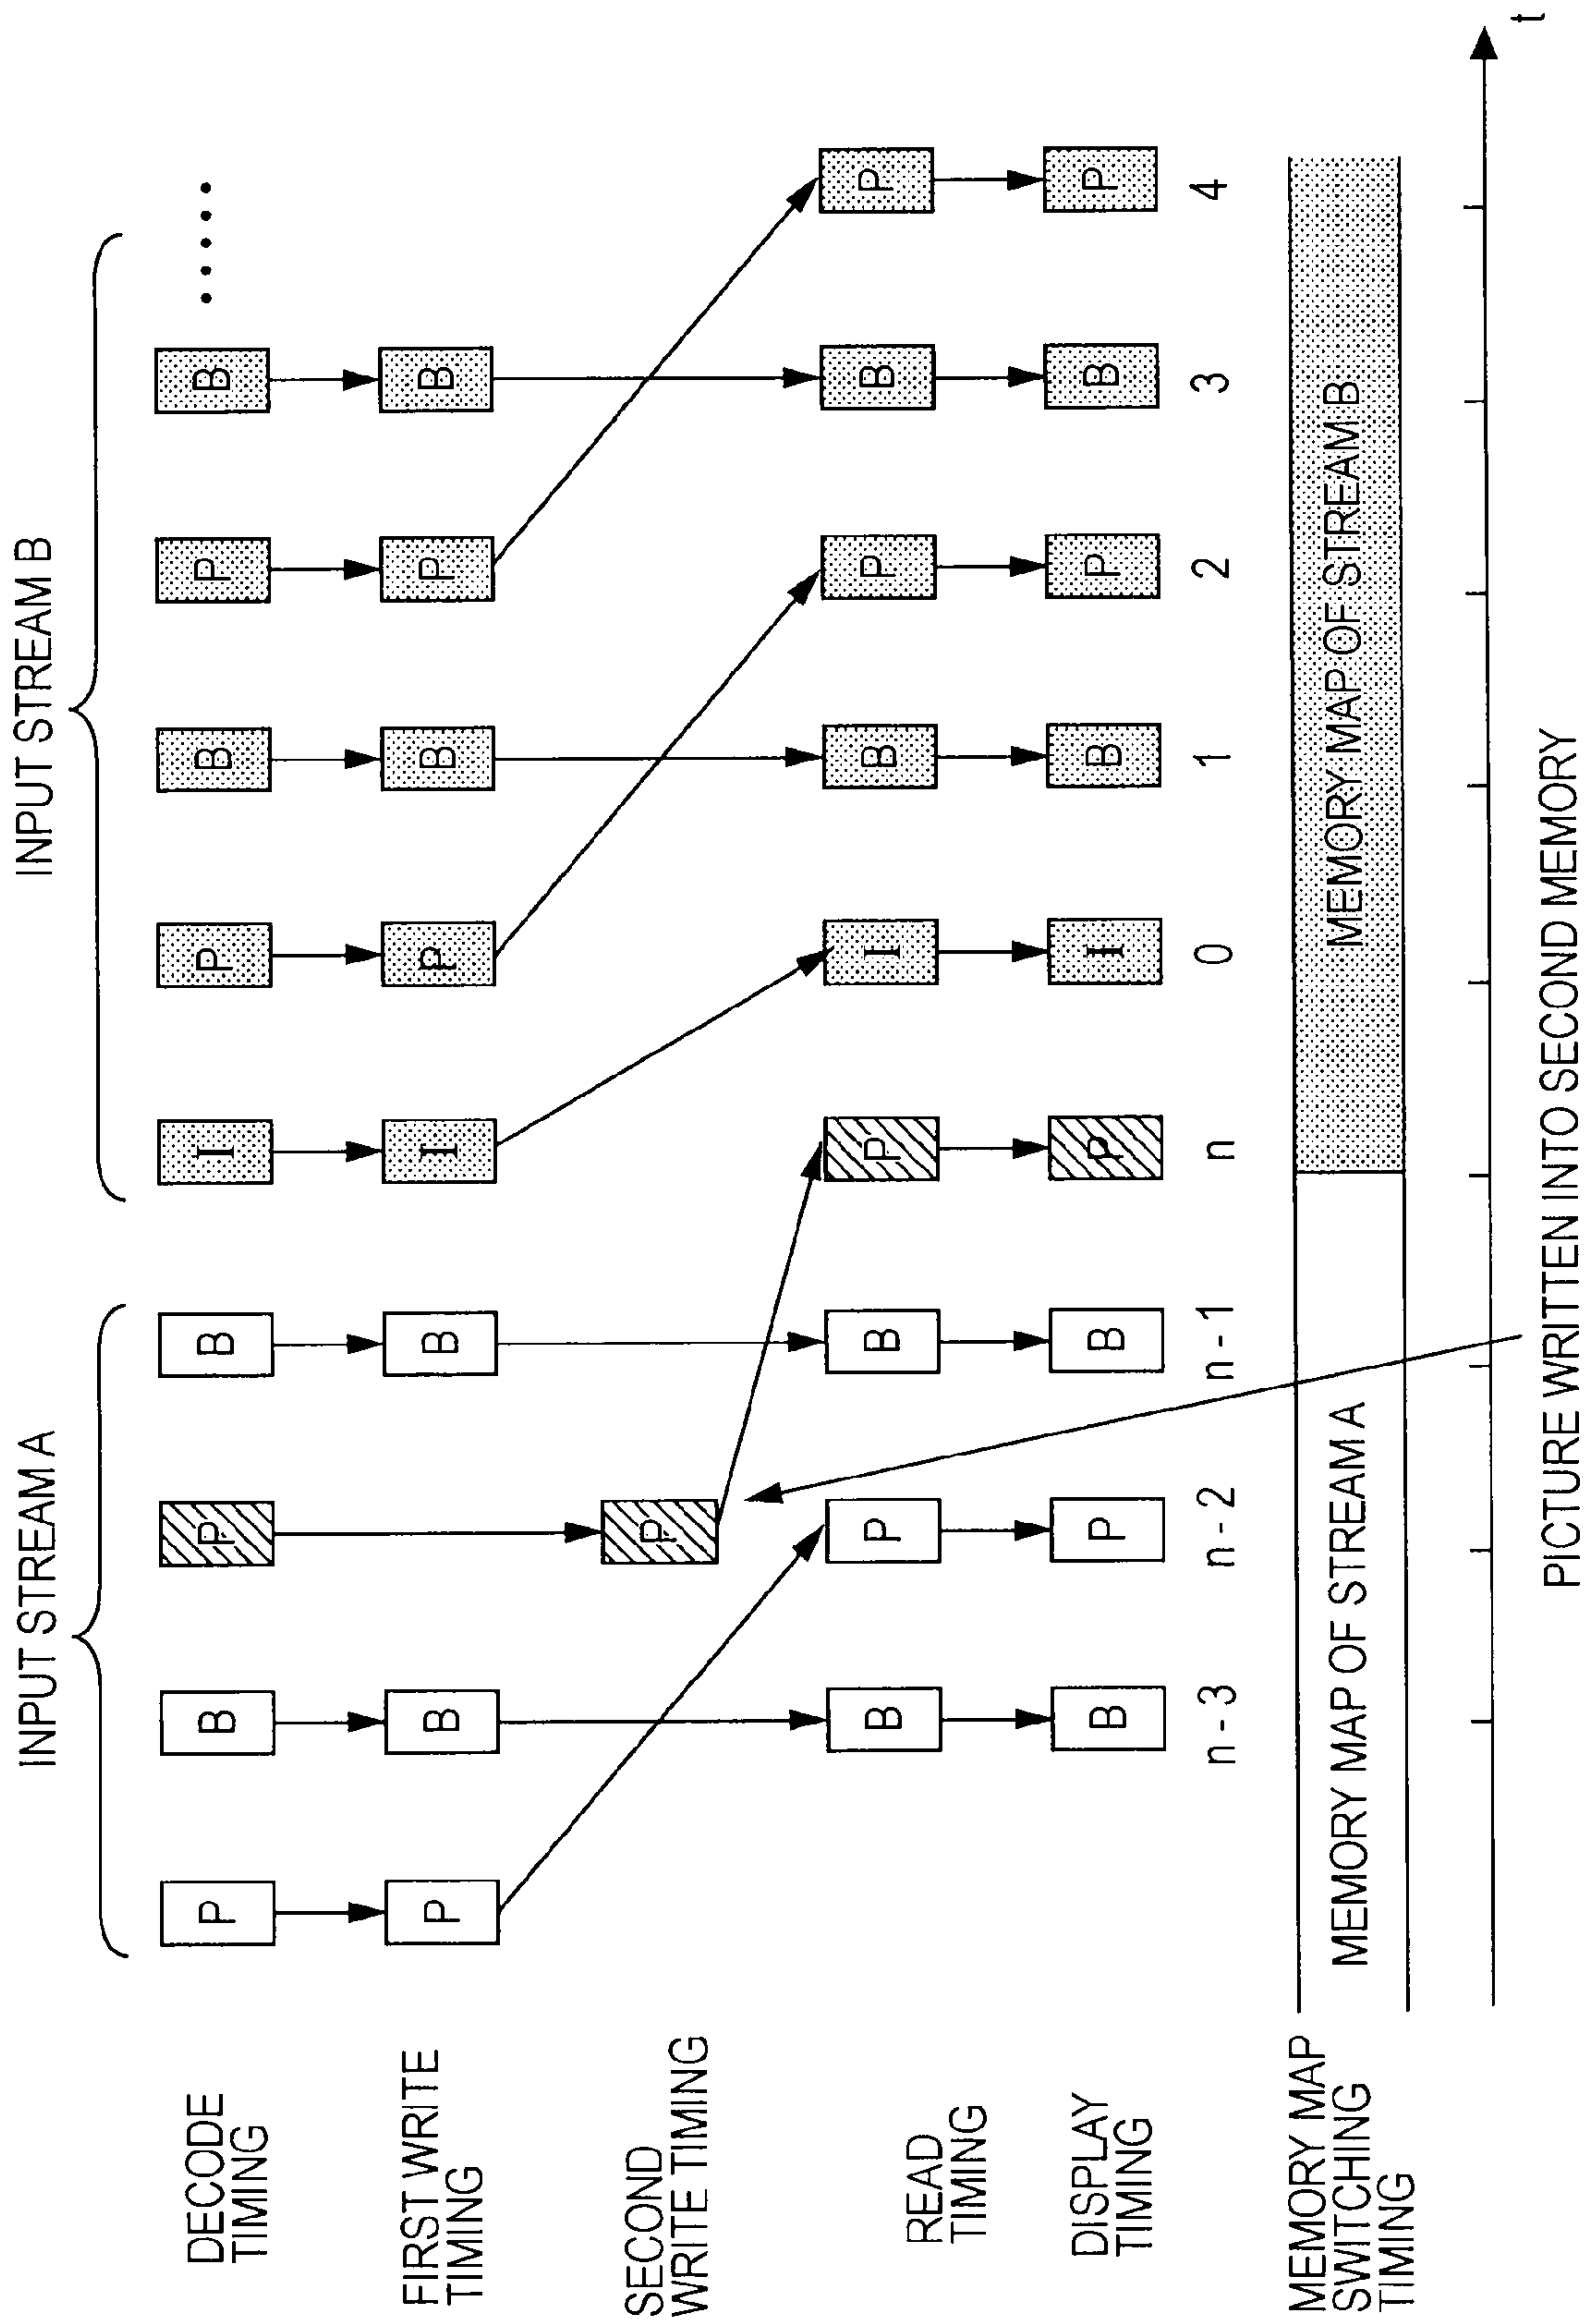 INPUT STREAM A
INPUT STREAM B
DECODE
TIMING
P
B
P
B
I
P
B
P
B
FIRST WRITE
TIMING
P
B
B
I
P
B
P
B
SECOND
WRITE TIMING
P
READ
TIMING
B
P
B
P
I
B
P
B
P
DISPLAY
TIMING
B
P
B
P
I
B
P
B
P
n-3
n-2
n-1
n
0
1
2
3
4
MEMORY MAP
SWITCHING
TIMING
MEMORY MAP OF STREAM A
MEMORY MAP OF STREAM B
t
PICTURE WRITTEN INTO SECOND MEMORY